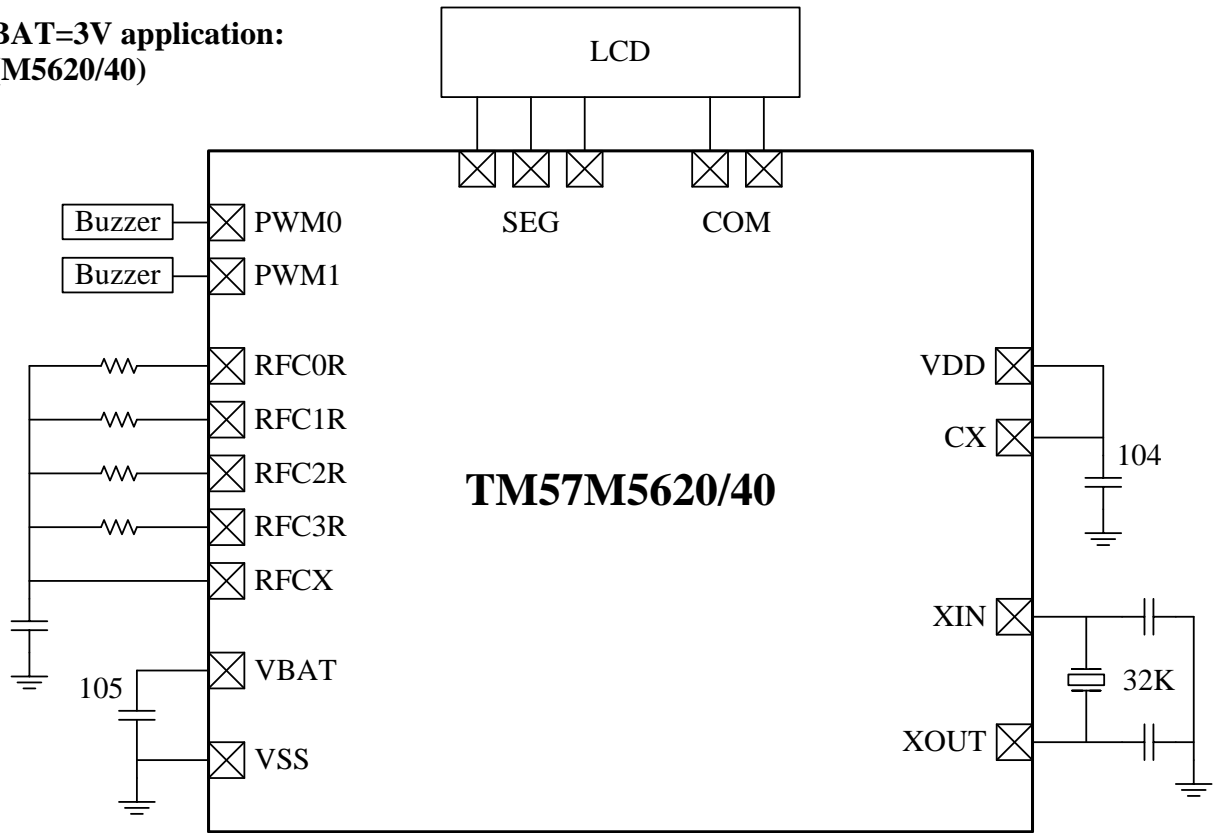 BAT=3V application:
M5620/40)
LCD
SEG COM
Buzzer PWM0
Buzzer PWM1
RFC0R
RFC1R
RFC2R
RFC3R
RFCX
VBAT
105
VSS
TM57M5620/40
VDD
CX
104
XIN
32K
XOUT